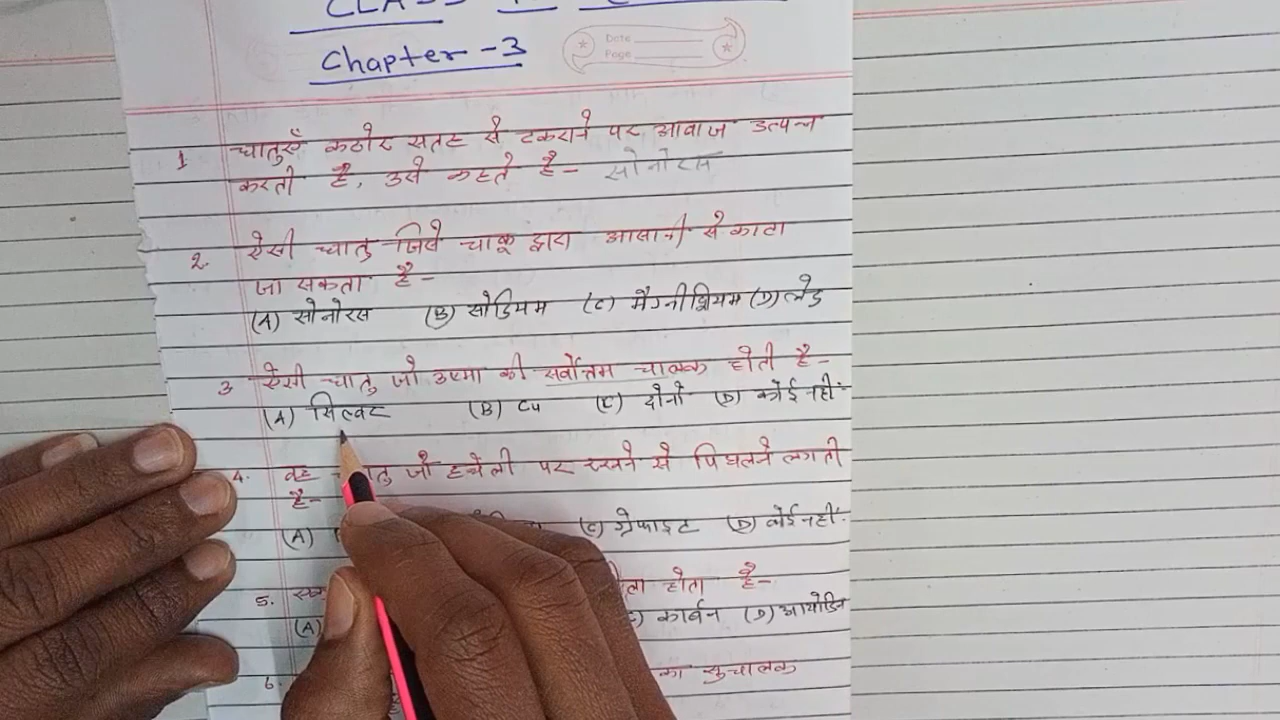 CLASS
Chapter - 3
Date
Page
1 धातुएँ कठोर सतह से टकराने पर आवाज उत्पन्न
करती है, उसे कहते है- सोनोरस
2. ऐसी धातु जिसे चाकू द्वारा आसानी से काटा
जा सकता है-
(A) सोनोरस (B) सोडियम (C) मैग्नीशियम (D) लेड
3 ऐसी धातु जो उष्मा की सर्वोत्तम चालक होती है-
(A) सिल्वर (B) Cu (C) दोनों (D) कोई नहीं.
4. वह धातु जो हथेली पर रखने से पिघलने लगती
है-
(A) (C) ग्रेफाइट (D) कोई नहीं.
5. होता है-
(A) कार्बन (D) आयोडिन
6. का सुचालक